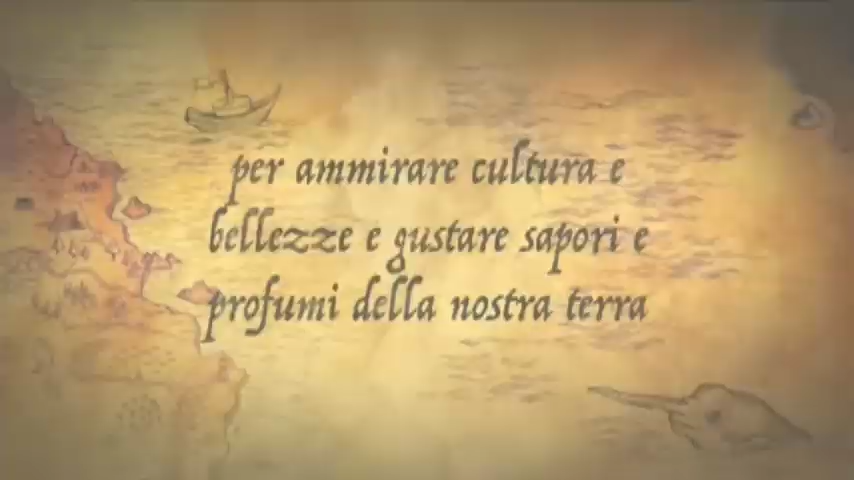 per ammirare cultura e
bellezze e gustare sapori e
profumi della nostra terra